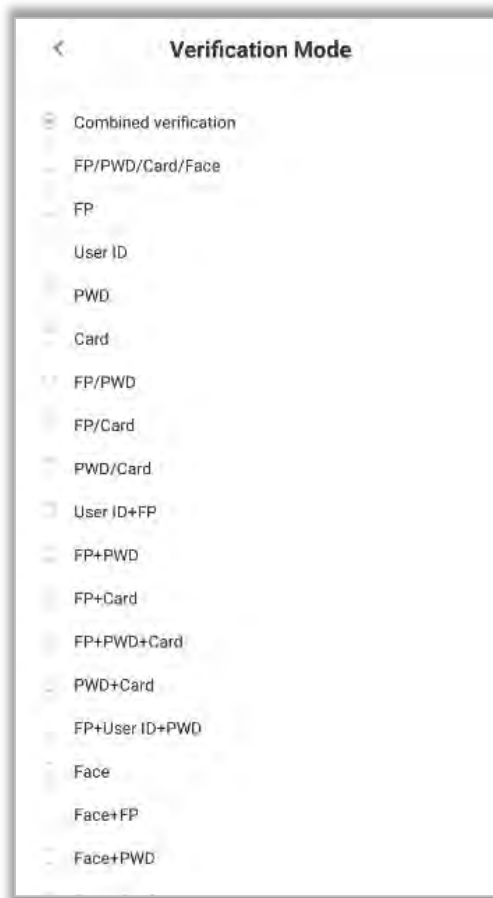 Verification Mode
Combined verification
FP/PWD/Card/Face
FP
User ID
PWD
Card
FP/PWD
FP/Card
PWD/Card
User ID+FP
FP+PWD
FP+Card
FP+PWD+Card
PWD+Card
FP+User ID+PWD
Face
Face+FP
Face+PWD